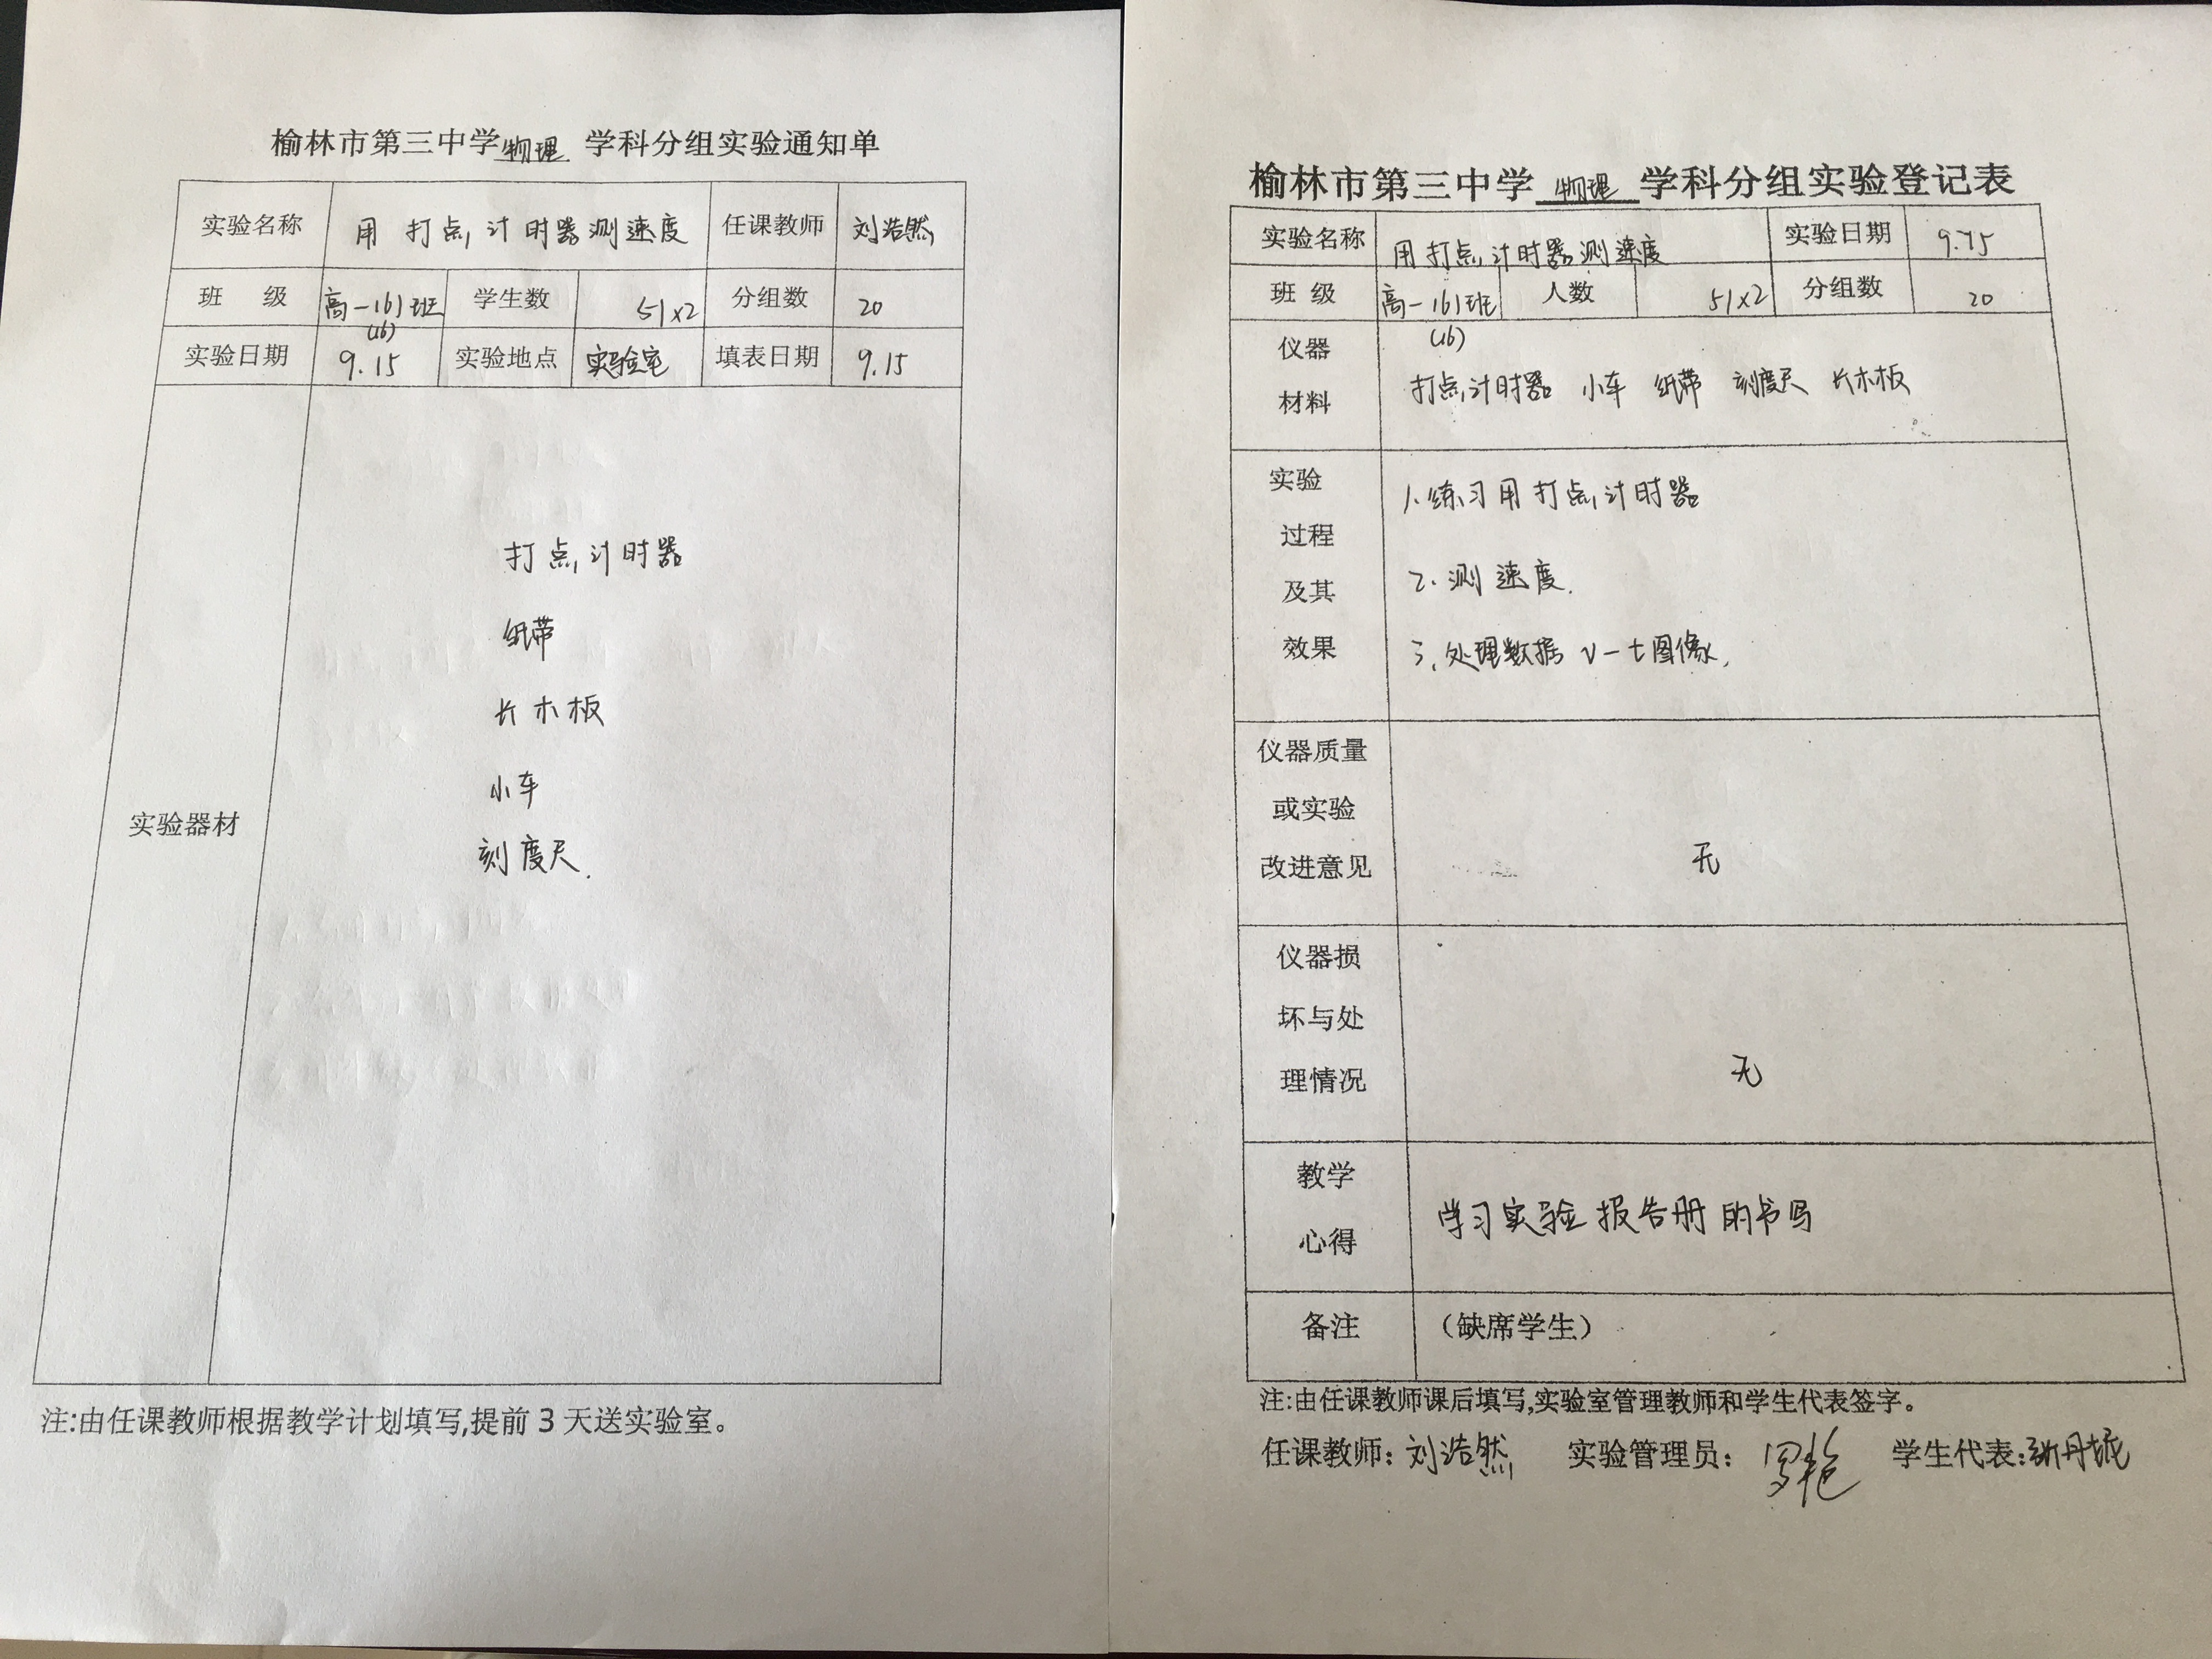 榆林市第三中学物理 学科分组实验通知单
实验名称 用打点计时器测速度 任课教师 刘浩然
班 级 高一16)班 学生数 51x2 分组数 20
(16)
实验日期 9.15 实验地点 实验室 填表日期 9.15
实验器材
打点计时器
纸带
长木板
小车
刻度尺.
注:由任课教师根据教学计划填写,提前3天送实验室。
榆林市第三中学 物理 学科分组实验登记表
实验名称 用打点计时器测速度 实验日期 9.15
班 级 高一16)班 人数 51x2 分组数 20
(16)
仪器
材料
打点计时器 小车 纸带 刻度尺 长木板
实验
过程
及其
效果
1.练习用打点计时器
2.测速度.
3.处理数据 v-t图像.
仪器质量
或实验
改进意见
无
仪器损
坏与处
理情况
无
教学
心得
学习实验报告册的书写
备注 （缺席学生）
注:由任课教师课后填写,实验室管理教师和学生代表签字。
任课教师：刘浩然 实验管理员： 学生代表: